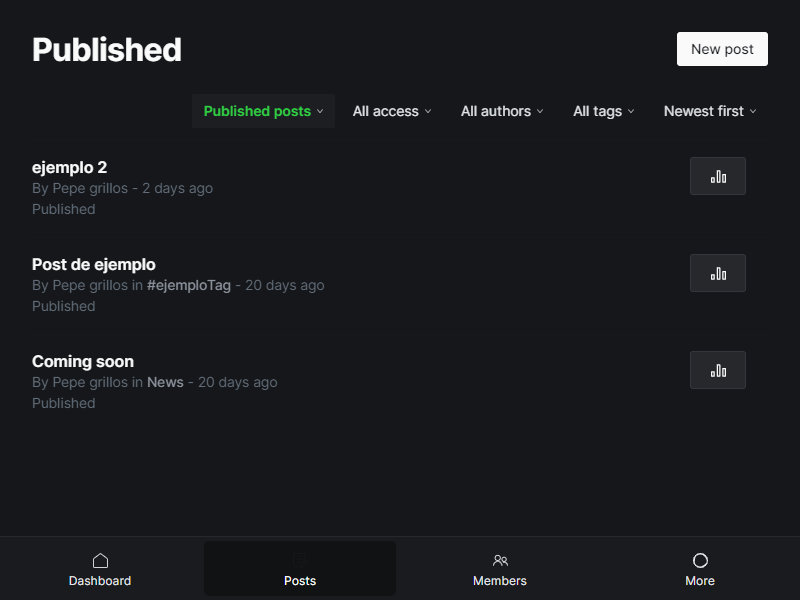 Published
New post
Published posts
All access
All authors
All tags
Newest first
ejemplo 2
By Pepe grillos - 2 days ago
Published
Post de ejemplo
By Pepe grillos in #ejemploTag - 20 days ago
Published
Coming soon
By Pepe grillos in News - 20 days ago
Published
Dashboard
Posts
Members
More